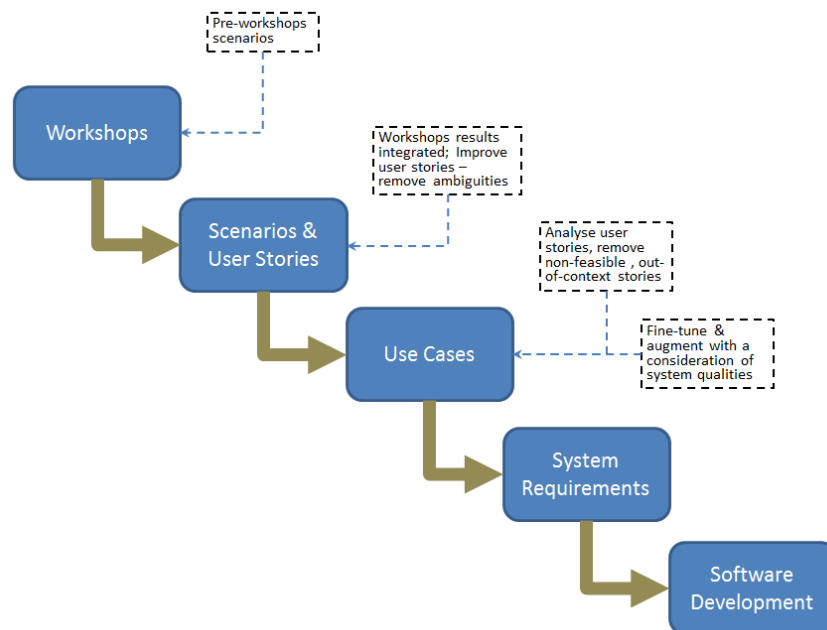 Pre-workshops
scenarios
Workshops
Workshops results
integrated; Improve
user stories –
remove ambiguities
Scenarios &
User Stories
Analyse user
stories, remove
non-feasible , out-
of-context stories
Fine-tune &
augment with a
consideration of
system qualities
Use Cases
System
Requirements
Software
Development